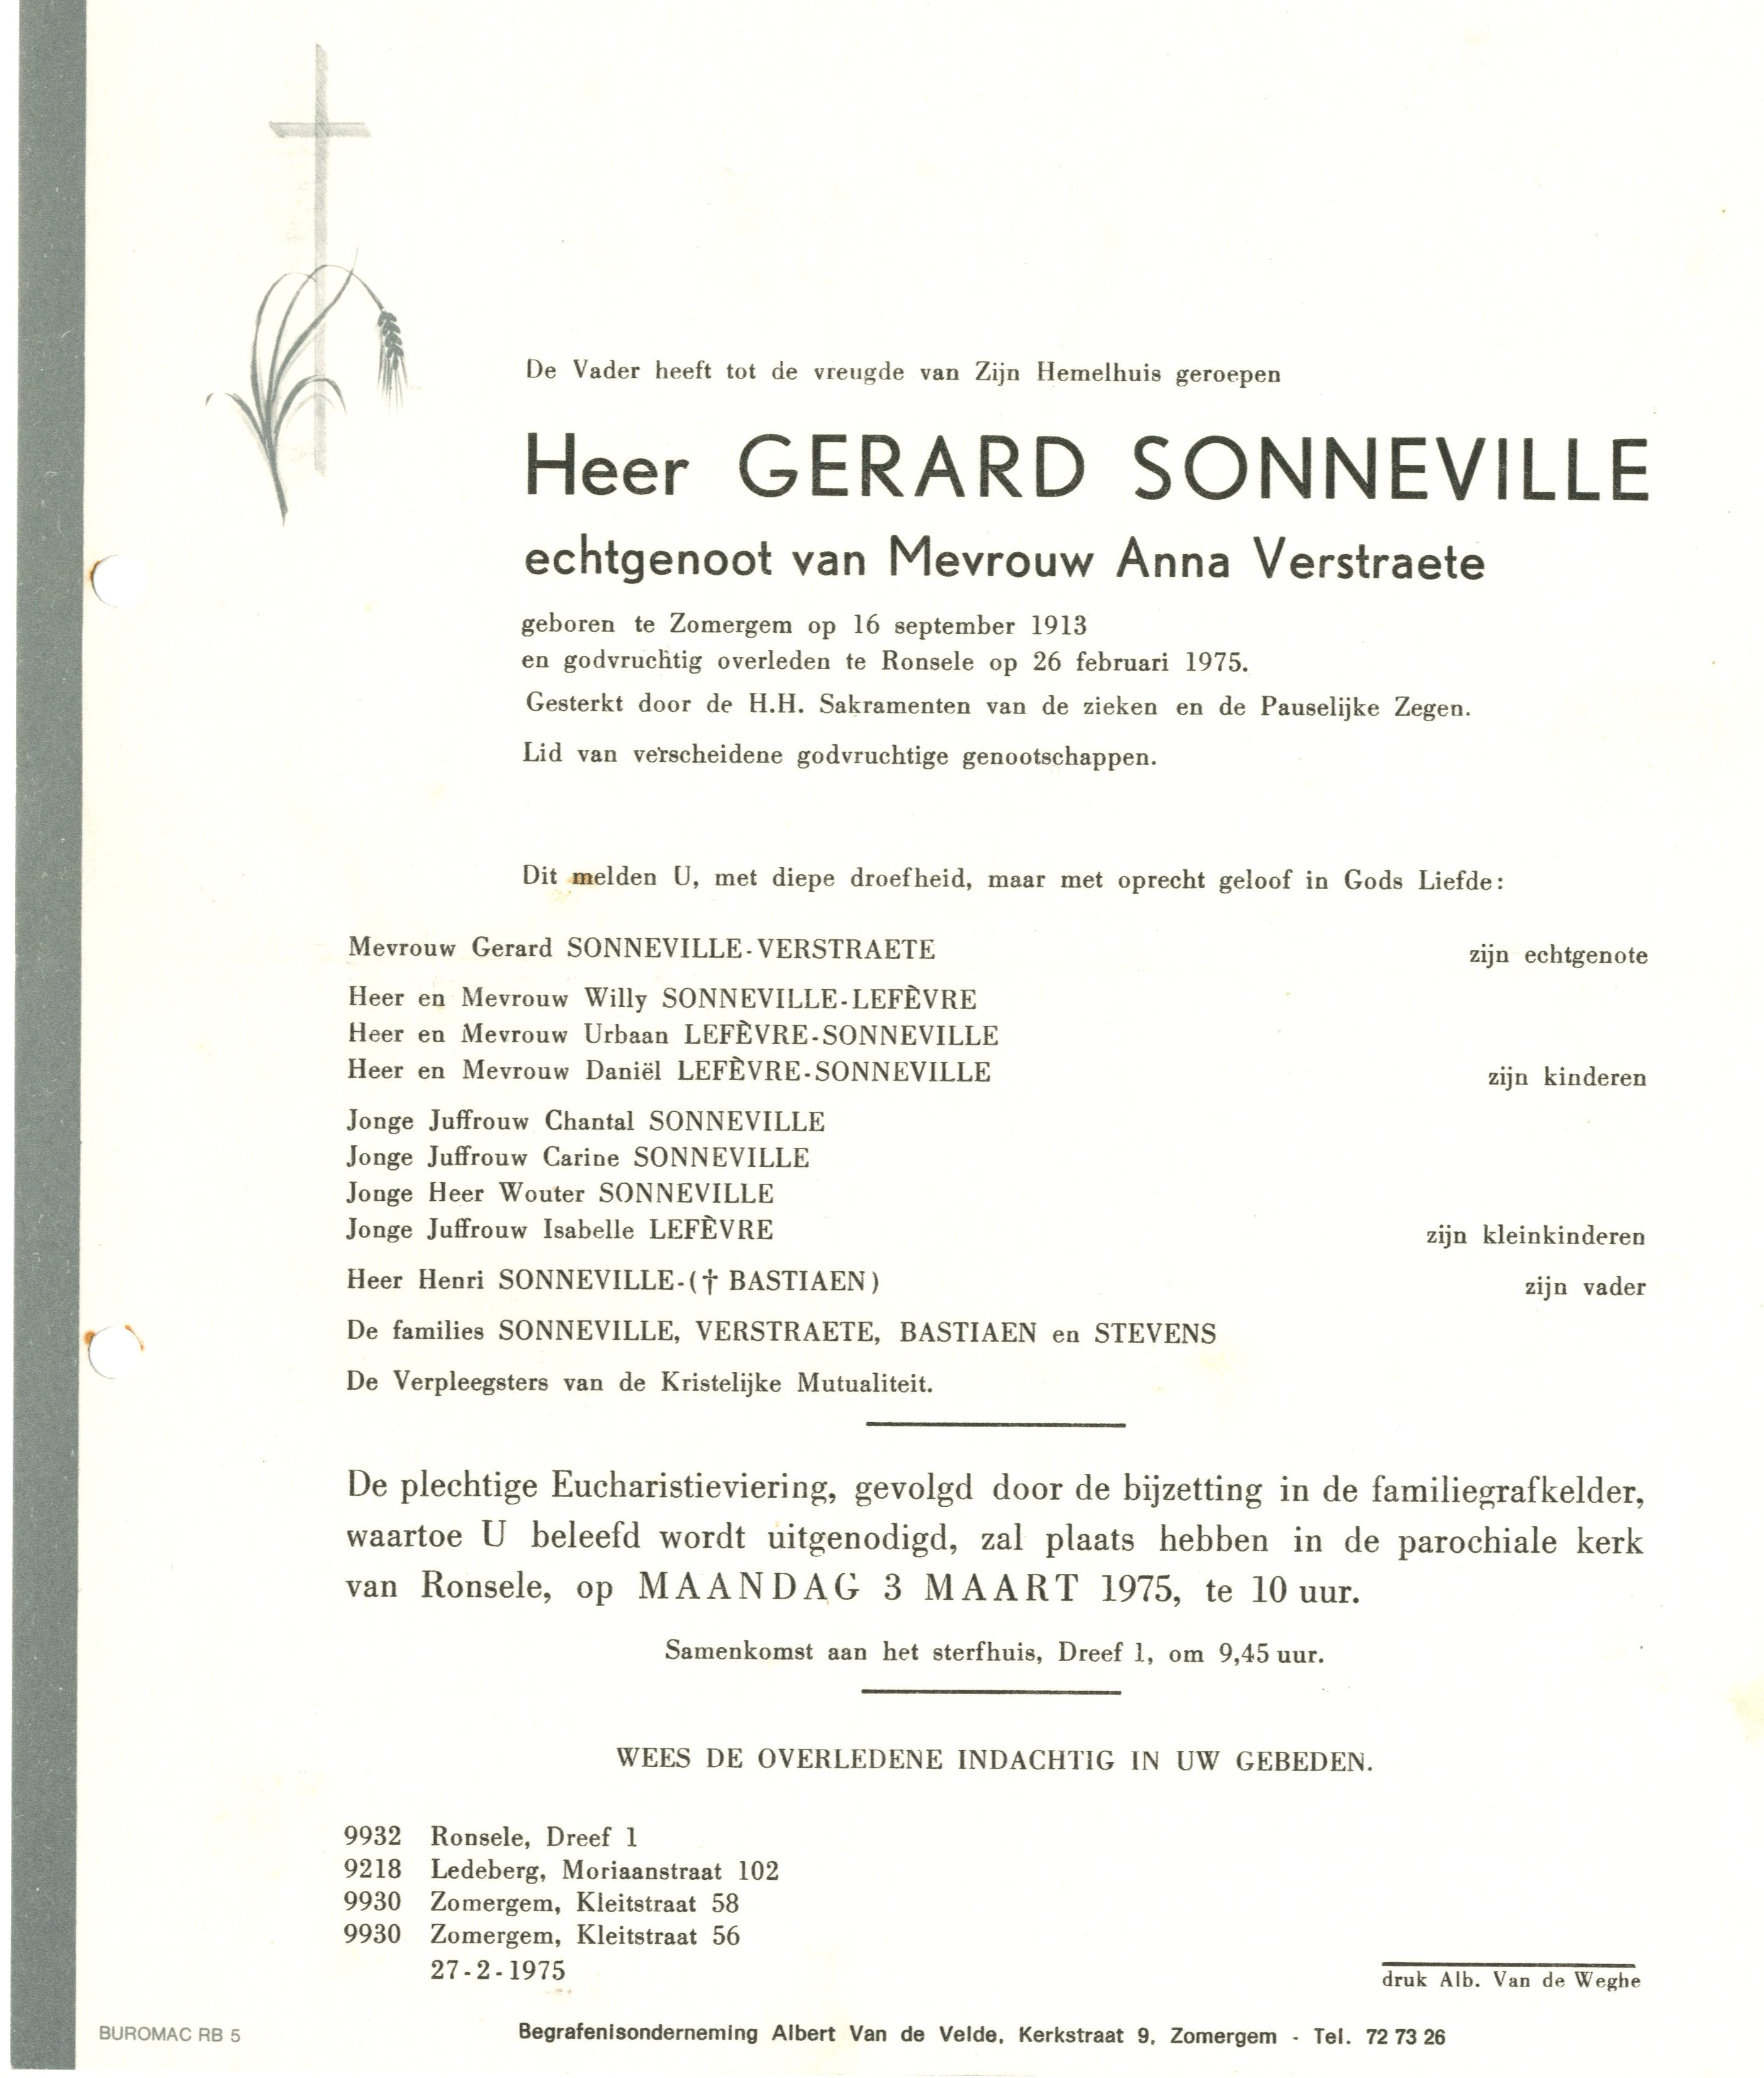 De Vader heeft tot de vreugde van Zijn Hemelhuis geroepen
Heer GERARD SONNEVILLE
echtgenoot van Mevrouw Anna Verstraete
geboren te Zomergem op 16 september 1913
en godvruchtig overleden te Ronsele op 26 februari 1975.
Gesterkt door de H.H. Sakramenten van de zieken en de Pauselijke Zegen.
Lid van verscheidene godvruchtige genootschappen.
Dit melden U, met diepe droefheid, maar met oprecht geloof in Gods Liefde:
Mevrouw Gerard SONNEVILLE-VERSTRAETE zijn echtgenote
Heer en Mevrouw Willy SONNEVILLE-LEFÈVRE
Heer en Mevrouw Urbaan LEFÈVRE-SONNEVILLE
Heer en Mevrouw Daniël LEFÈVRE-SONNEVILLE zijn kinderen
Jonge Juffrouw Chantal SONNEVILLE
Jonge Juffrouw Carine SONNEVILLE
Jonge Heer Wouter SONNEVILLE
Jonge Juffrouw Isabelle LEFÈVRE zijn kleinkinderen
Heer Henri SONNEVILLE-(† BASTIAEN) zijn vader
De families SONNEVILLE, VERSTRAETE, BASTIAEN en STEVENS
De Verpleegsters van de Kristelijke Mutualiteit.
De plechtige Eucharistieviering, gevolgd door de bijzetting in de familiegrafkelder,
waartoe U beleefd wordt uitgenodigd, zal plaats hebben in de parochiale kerk
van Ronsele, op MAANDAG 3 MAART 1975, te 10 uur.
Samenkomst aan het sterfhuis, Dreef 1, om 9,45 uur.
WEES DE OVERLEDENE INDACHTIG IN UW GEBEDEN.
9932 Ronsele, Dreef 1
9218 Ledeberg, Moriaanstraat 102
9930 Zomergem, Kleitstraat 58
9930 Zomergem, Kleitstraat 56
27-2-1975
druk Alb. Van de Weghe
BUROMAC RB 5
Begrafenisonderneming Albert Van de Velde, Kerkstraat 9, Zomergem - Tel. 72 73 26